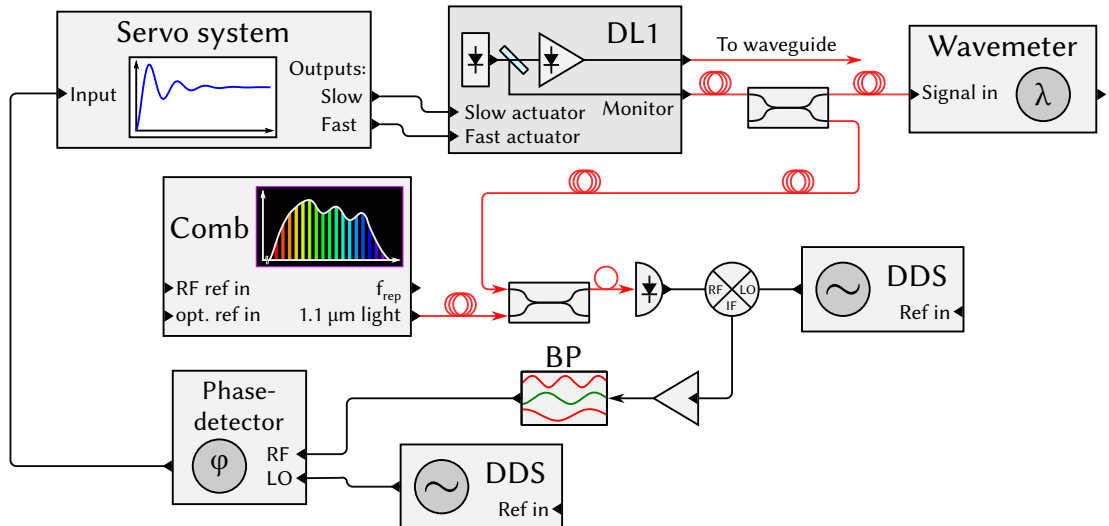 Servo system
Input
Outputs:
Slow
Fast
DL1
Slow actuator
Monitor
Fast actuator
To waveguide
Wavemeter
Signal in
λ
Comb
RF ref in
f_rep
opt. ref in
1.1 µm light
RF
LO
IF
DDS
Ref in
BP
Phase-
detector
φ
RF
LO
DDS
Ref in